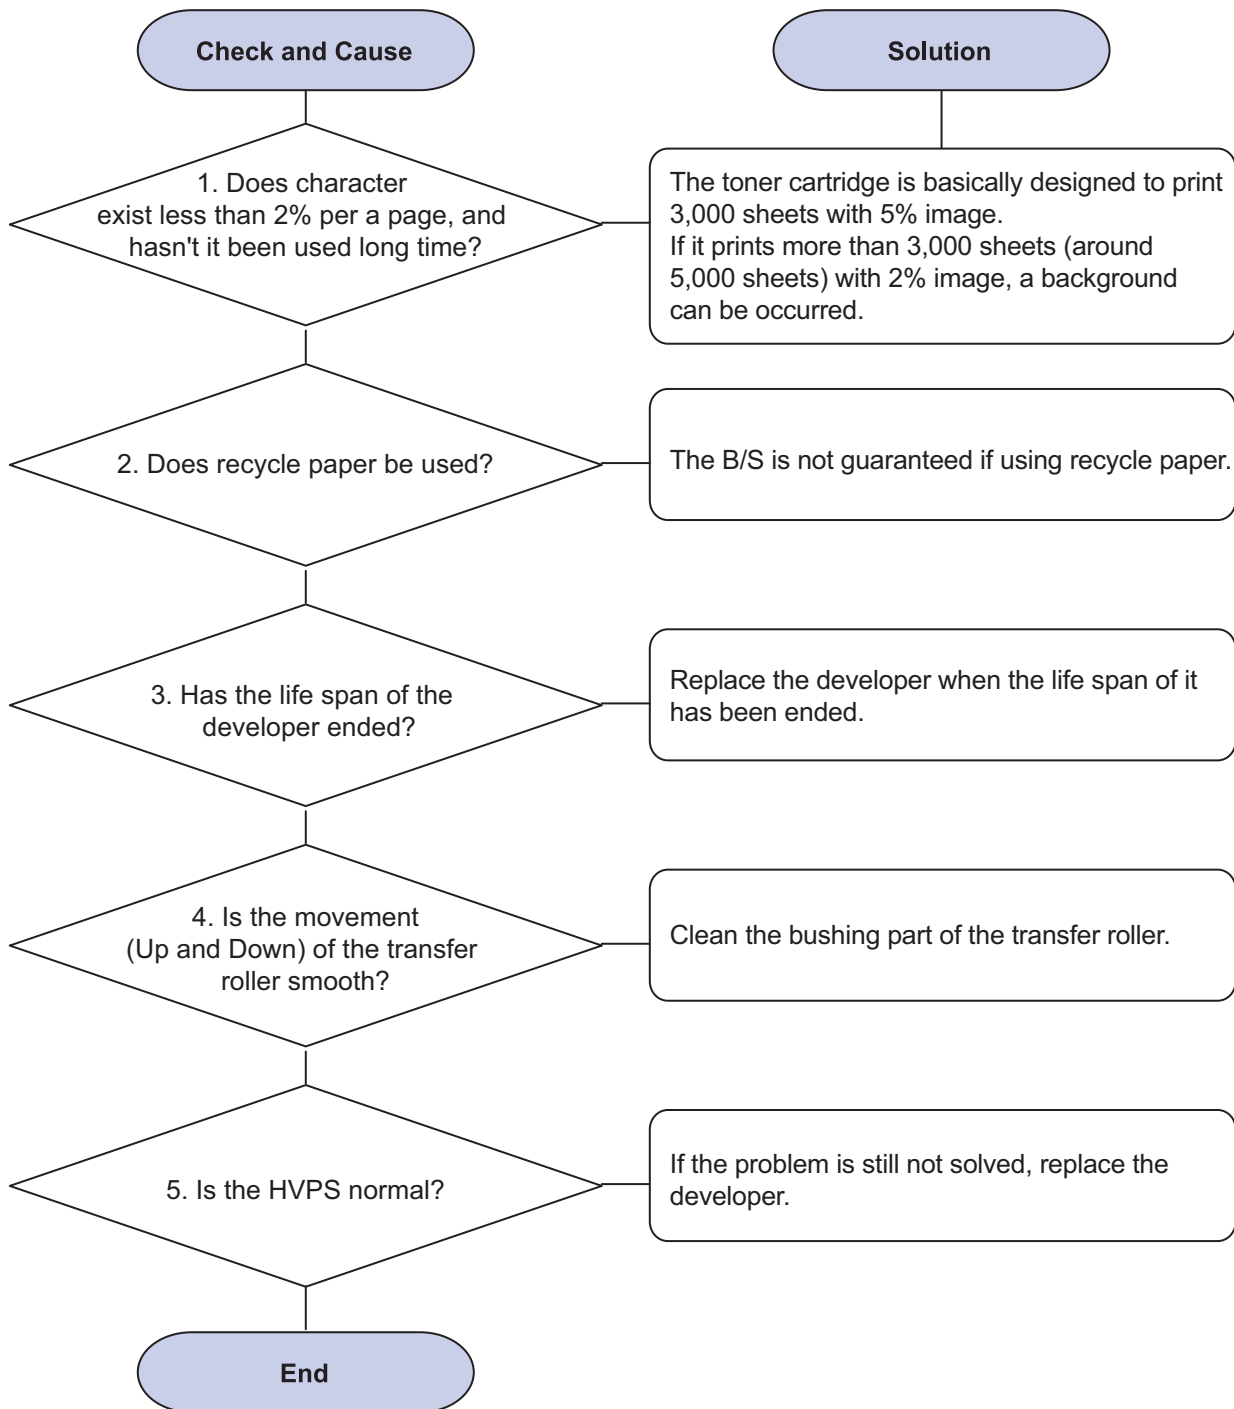 Check and Cause
Solution
1. Does character
exist less than 2% per a page, and
hasn't it been used long time?
The toner cartridge is basically designed to print
3,000 sheets with 5% image.
If it prints more than 3,000 sheets (around
5,000 sheets) with 2% image, a background
can be occurred.
2. Does recycle paper be used?
The B/S is not guaranteed if using recycle paper.
3. Has the life span of the
developer ended?
Replace the developer when the life span of it
has been ended.
4. Is the movement
(Up and Down) of the transfer
roller smooth?
Clean the bushing part of the transfer roller.
5. Is the HVPS normal?
If the problem is still not solved, replace the
developer.
End